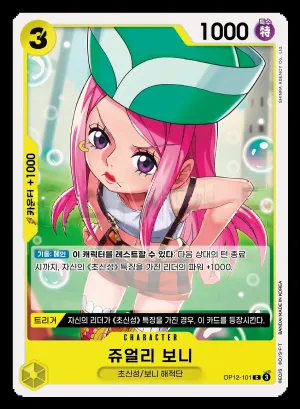 3
1000
특수
特
카운터 +1000
기동: 메인 이 캐릭터를 레스트할 수 있다: 다음 상대의 턴 종료
시까지, 자신의 《초신성》 특징을 가진 리더의 파워 +1000.
트리거 자신의 리더가 《초신성》 특징을 가진 경우, 이 카드를 등장시킨다.
CHARACTER
쥬얼리 보니
초신성/보니 해적단
OP12-101
BANDAI MADE IN KOREA